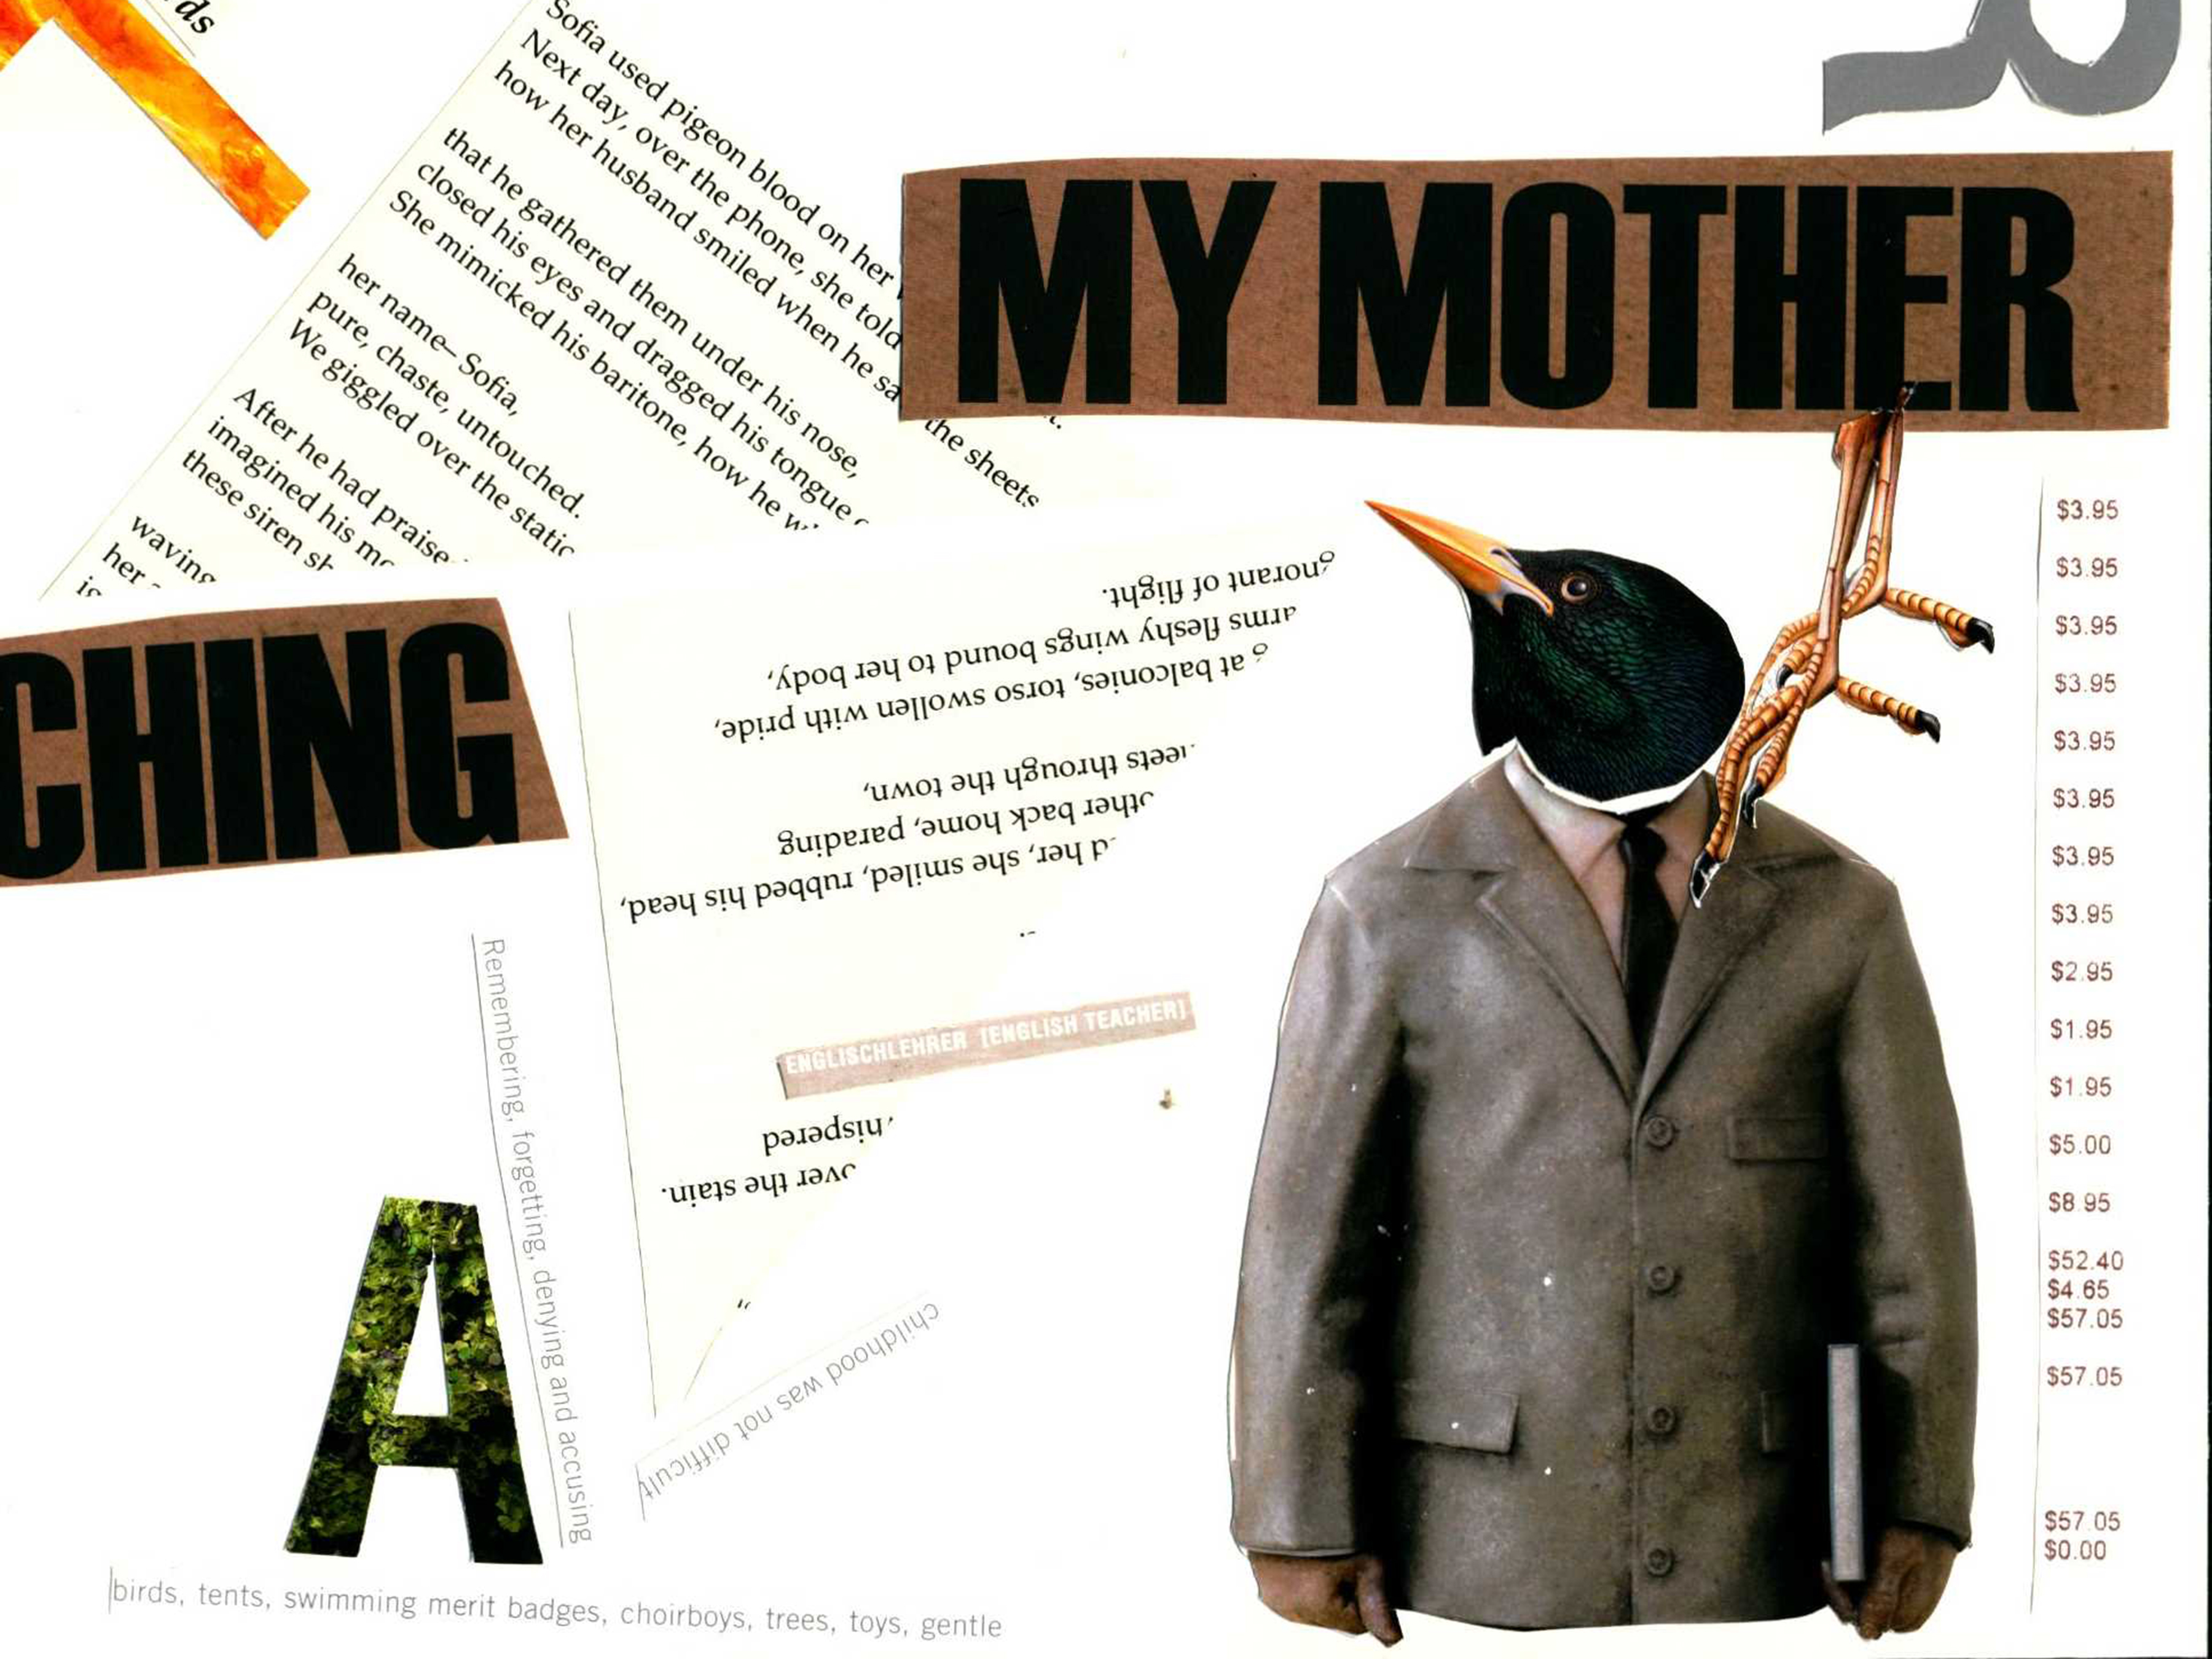 ds
Sofia used pigeon blood on her
Next day, over the phone, she told
how her husband smiled when he sa
the sheets
that he gathered them under his nose,
closed his eyes and dragged his tongue
She mimicked his baritone, how he
her name– Sofia,
pure, chaste, untouched.
We giggled over the static
After he had praise
imagined his
these siren sh
waving
her
is
MY MOTHER
CHING
over the stain.
hispered
ENGLISCHLEHRER [ENGLISH TEACHER]
d her, she smiled, rubbed his head,
other back home, parading
eets through the town,
g at balconies, torso swollen with pride,
arms fleshy wings bound to her body,
norant of flight.
$3.95
$3.95
$3.95
$3.95
$3.95
$3.95
$3.95
$3.95
$2.95
$1.95
$1.95
$5.00
$8.95
$52.40
$4.65
$57.05
$57.05
$57.05
$0.00
Remembering, forgetting, denying and accusing
A
childhood was not difficult
birds, tents, swimming merit badges, choirboys, trees, toys, gentle